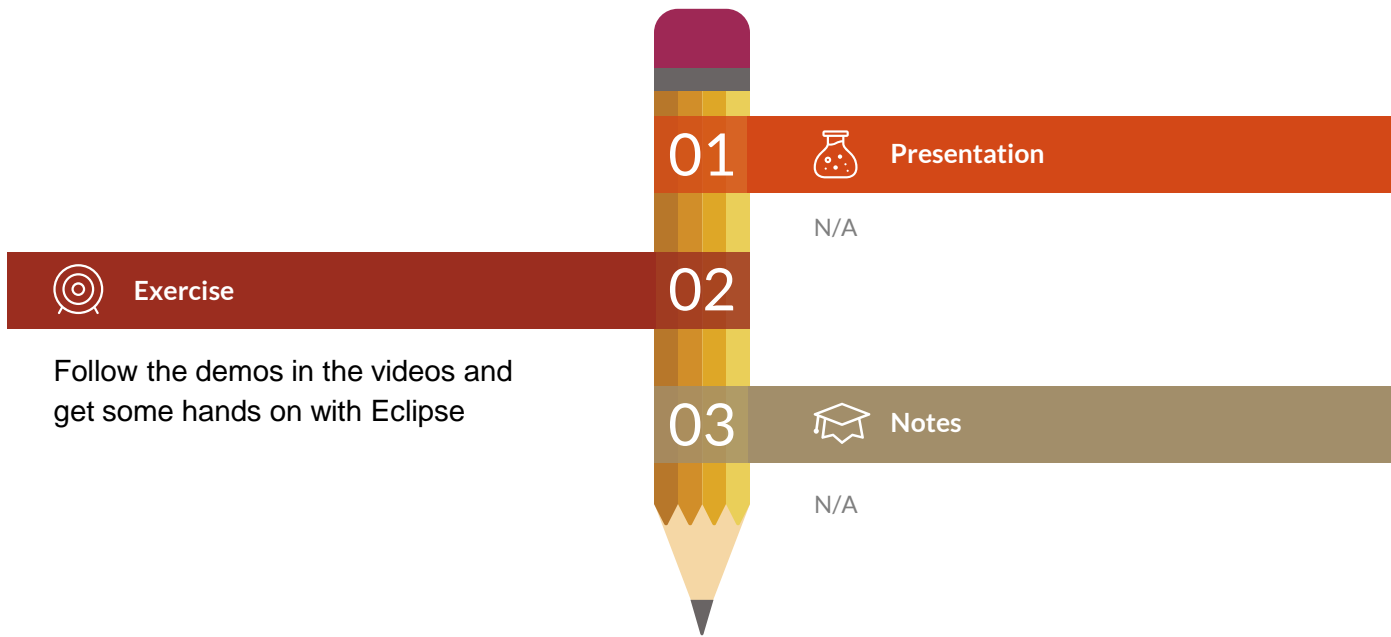 01
Presentation
N/A
Exercise
02
Follow the demos in the videos and
get some hands on with Eclipse
03
Notes
N/A